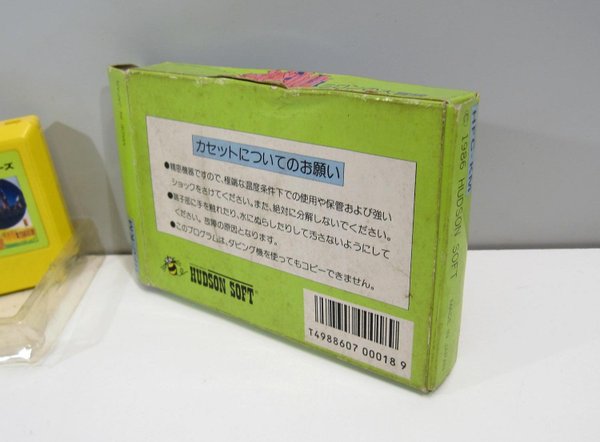 カセットについてのお願い
●精密機器ですので、極端な温度条件下での使用や保管および強い
ショックをさけてください。また、絶対に分解しないでください。
●端子部に手を触れたり、水にぬらしたりして汚さないようにして
ください。故障の原因となります。
●このプログラムは、ダビング機を使ってもコピーできません。
HUDSON SOFT
T4988607 00018 9
© 1986 HUDSON SOFT
ーズ